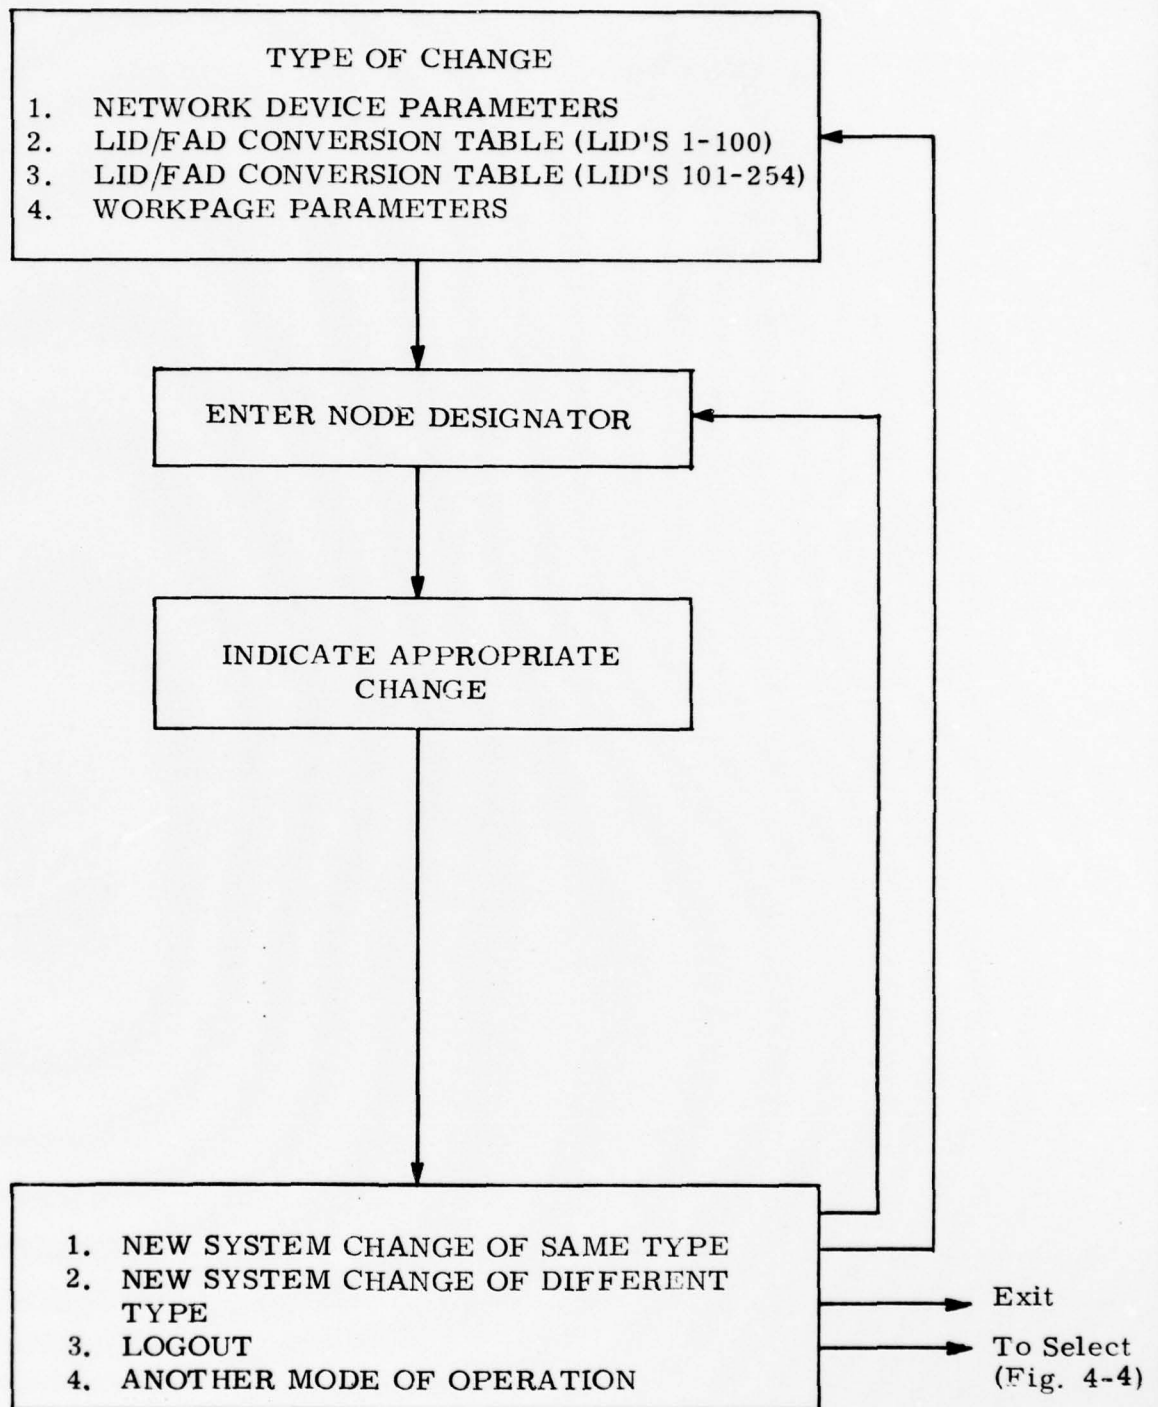 TYPE OF CHANGE
1. NETWORK DEVICE PARAMETERS
2. LID/FAD CONVERSION TABLE (LID'S 1-100)
3. LID/FAD CONVERSION TABLE (LID'S 101-254)
4. WORKPAGE PARAMETERS
ENTER NODE DESIGNATOR
INDICATE APPROPRIATE
CHANGE
1. NEW SYSTEM CHANGE OF SAME TYPE
2. NEW SYSTEM CHANGE OF DIFFERENT
TYPE
3. LOGOUT
4. ANOTHER MODE OF OPERATION
Exit
To Select
(Fig. 4-4)